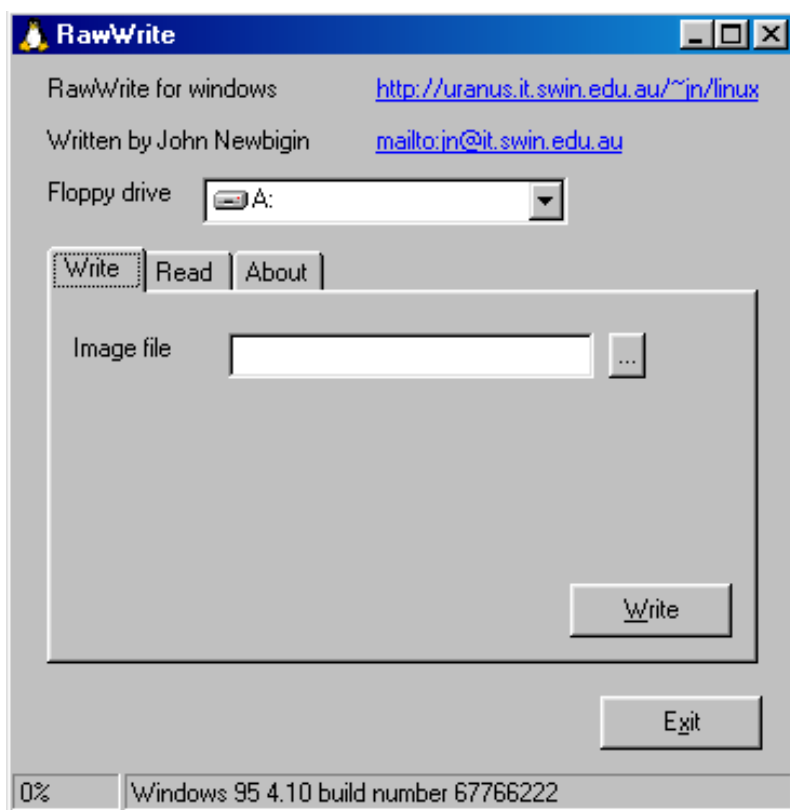 RawWrite
RawWrite for windows http://uranus.it.swin.edu.au/~jn/linux
Written by John Newbigin mailto:jn@it.swin.edu.au
Floppy drive A:
Write Read About
Image file ...
Write
Exit
0% Windows 95 4.10 build number 67766222